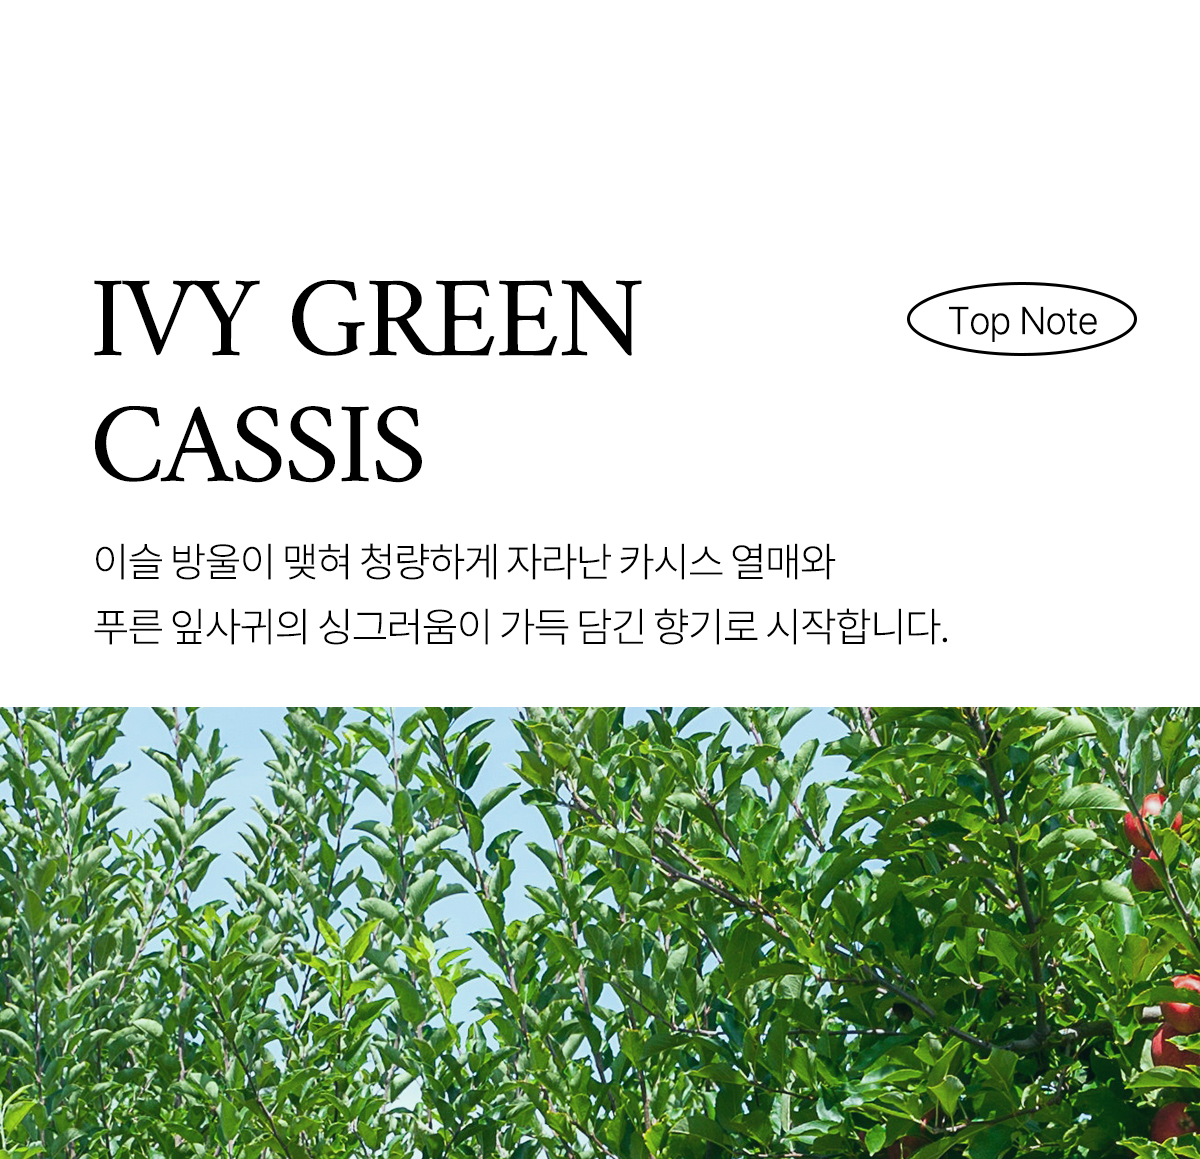 IVY GREEN
Top Note
CASSIS
이슬 방울이 맺혀 청량하게 자라난 카시스 열매와
푸른 잎사귀의 싱그러움이 가득 담긴 향기로 시작합니다.